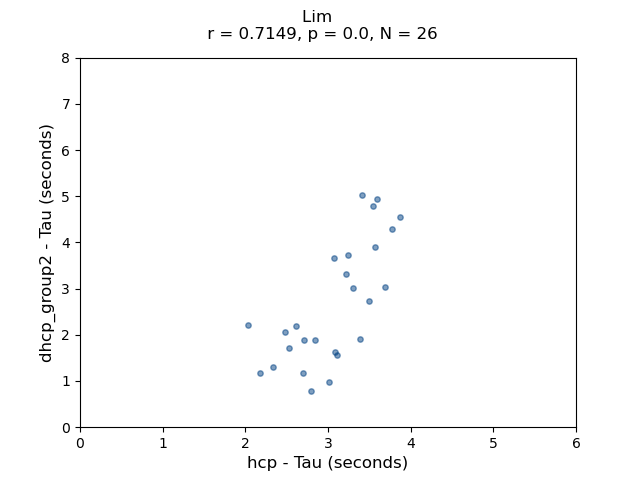 Lim
r = 0.7149, p = 0.0, N = 26
8
7
6
5
4
3
2
1
0
dhcp_group2 - Tau (seconds)
0 1 2 3 4 5 6
hcp - Tau (seconds)